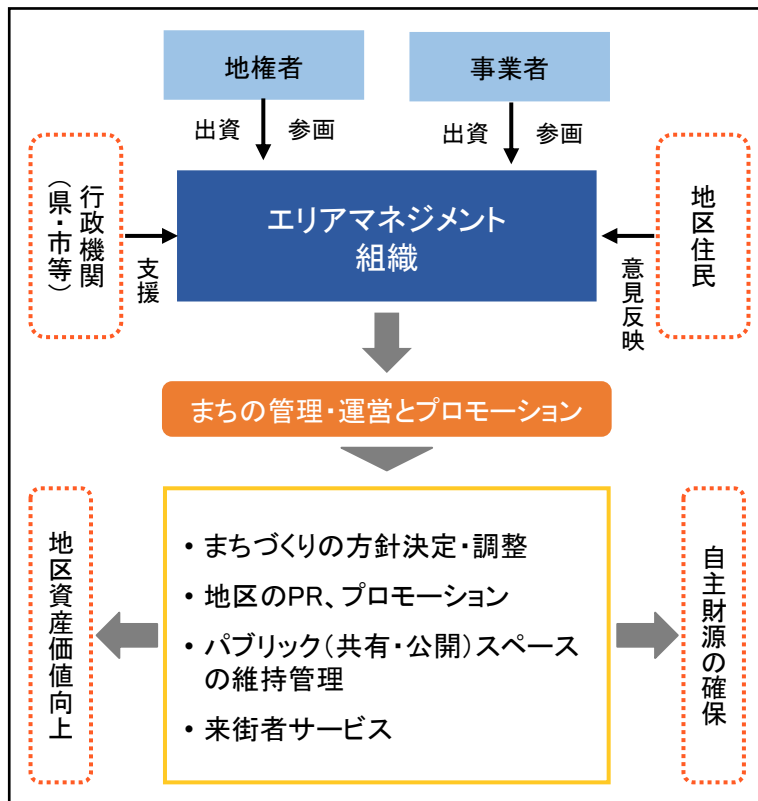 地権者
事業者
出資
参画
出資
参画
行政機関
（県・市等）
支援
エリアマネジメント
組織
意見反映
地区住民
まちの管理・運営とプロモーション
・まちづくりの方針決定・調整
・地区のPR、プロモーション
・パブリック（共有・公開）スペース
の維持管理
・来街者サービス
地区資産価値向上
自主財源の確保